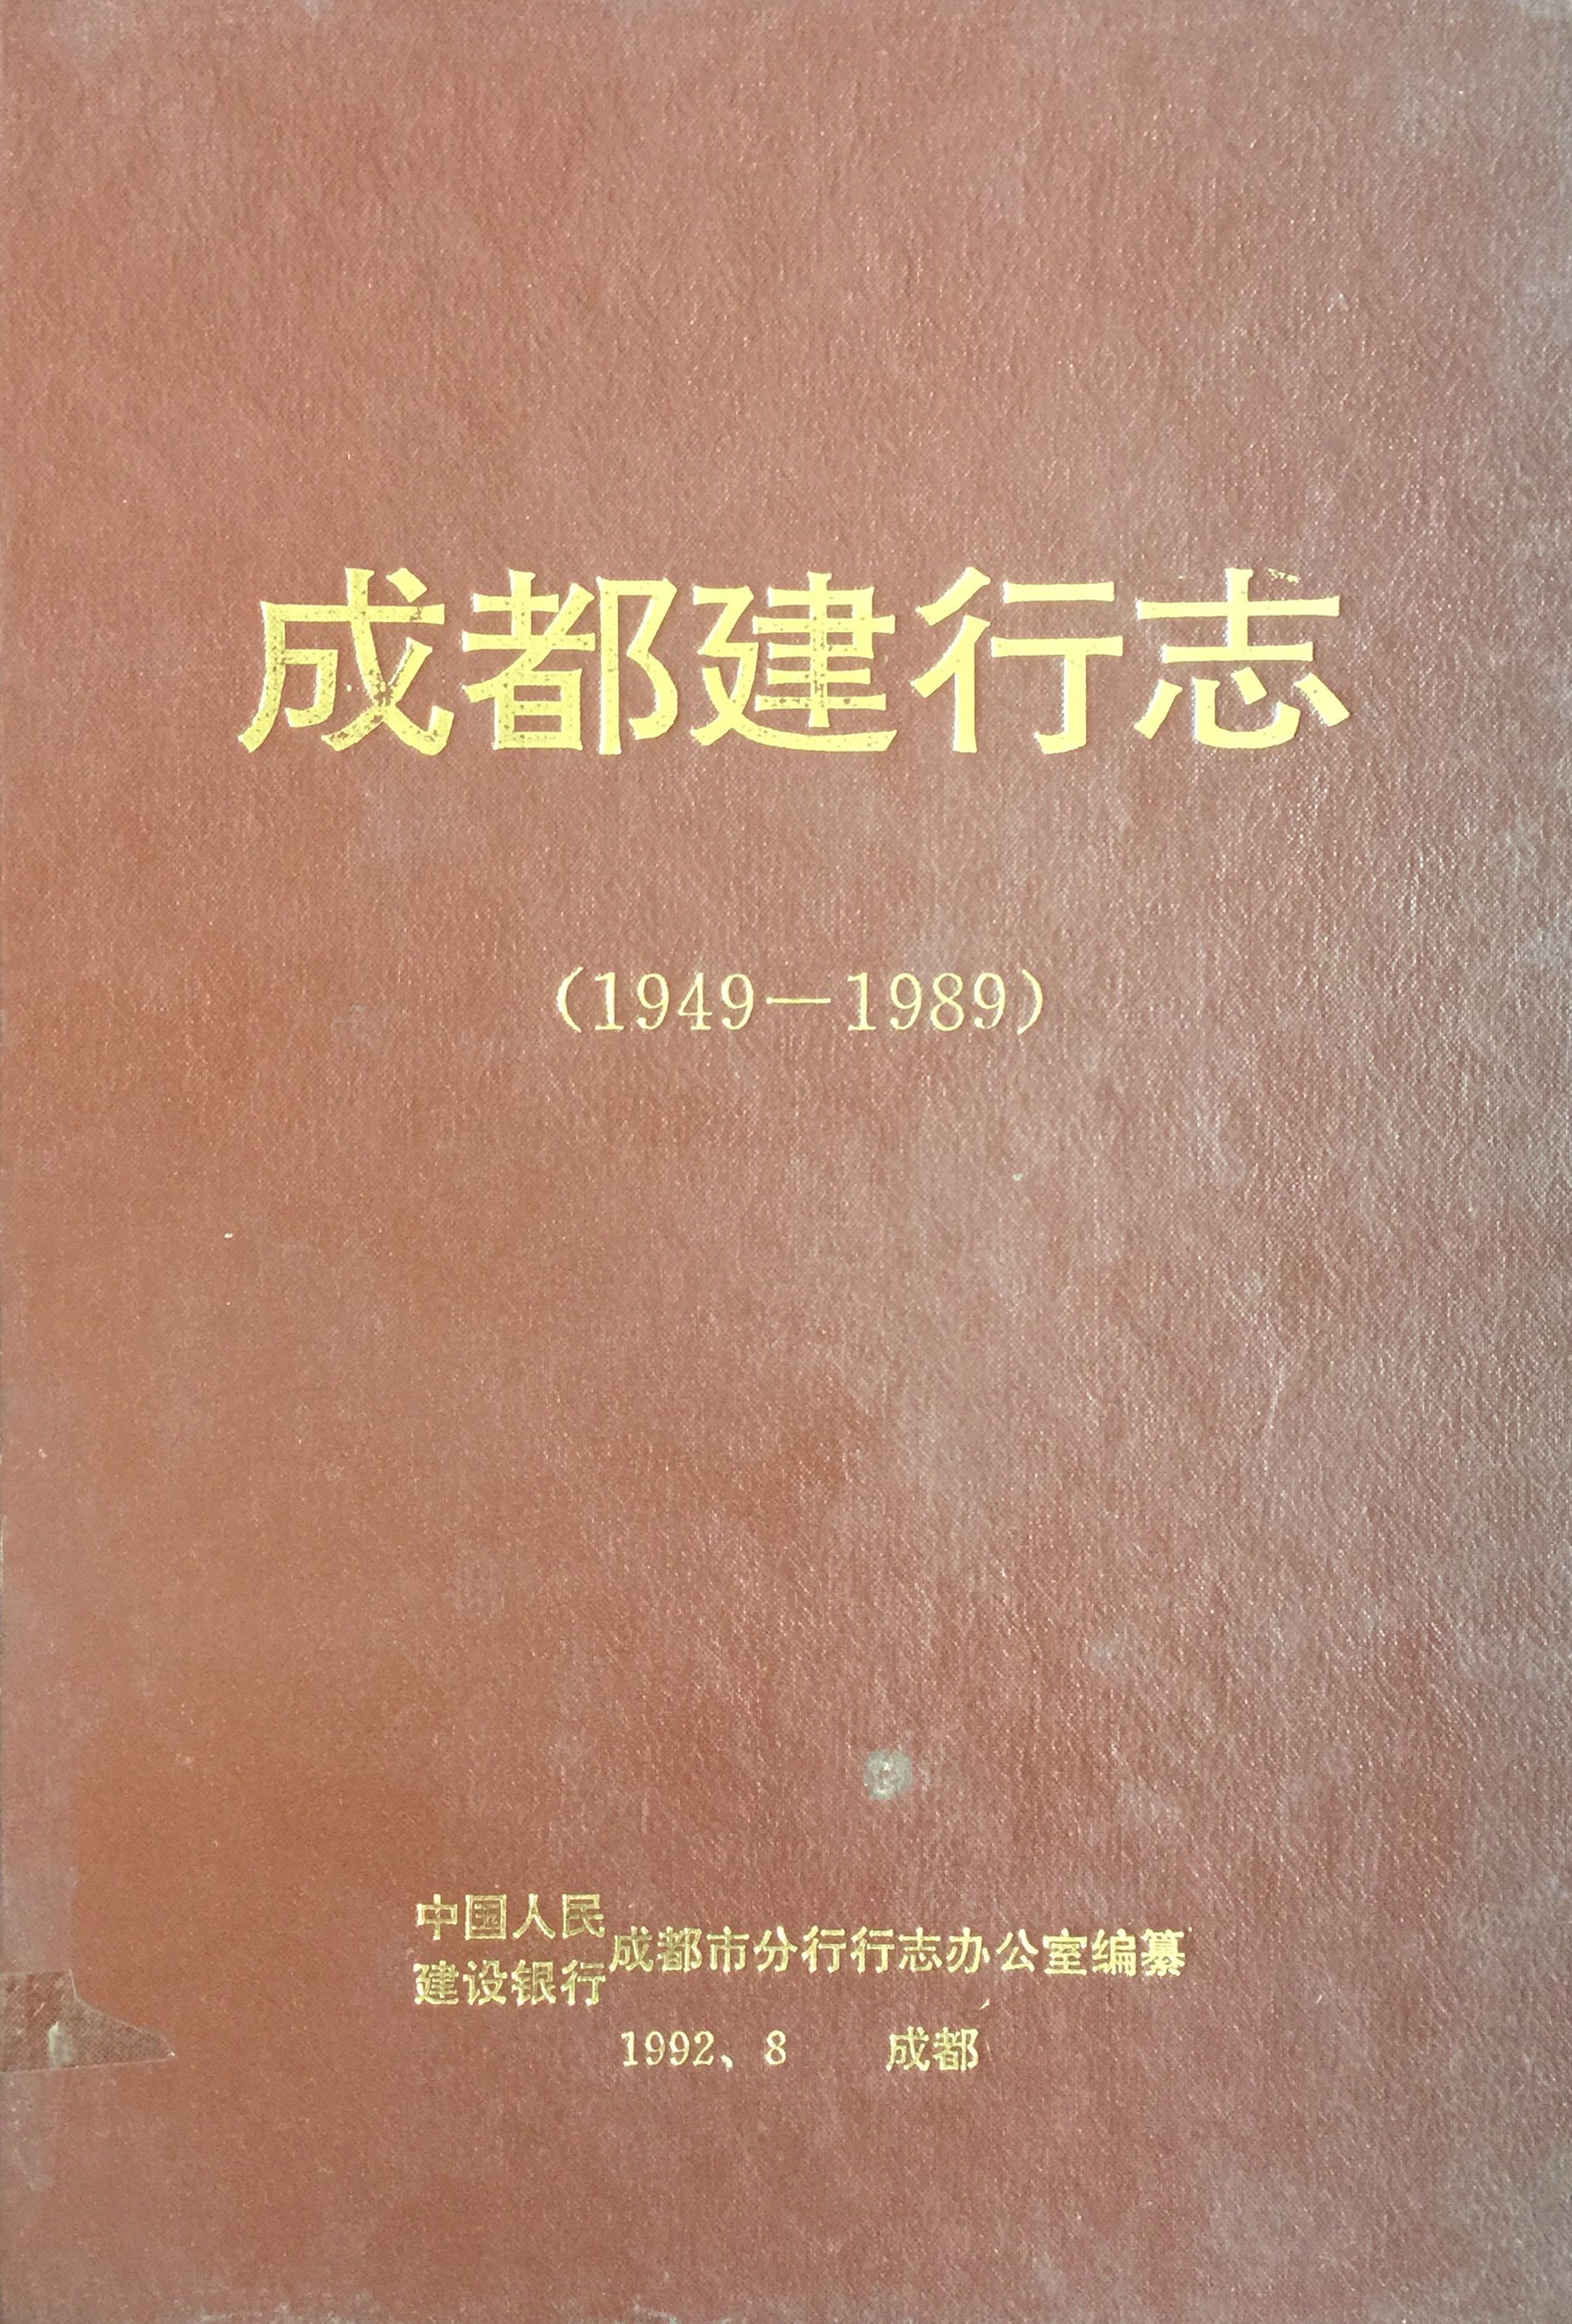 成都建行志
(1949—1989)
中国人民
建设银行
成都市分行行志办公室编纂
1992、8 成都